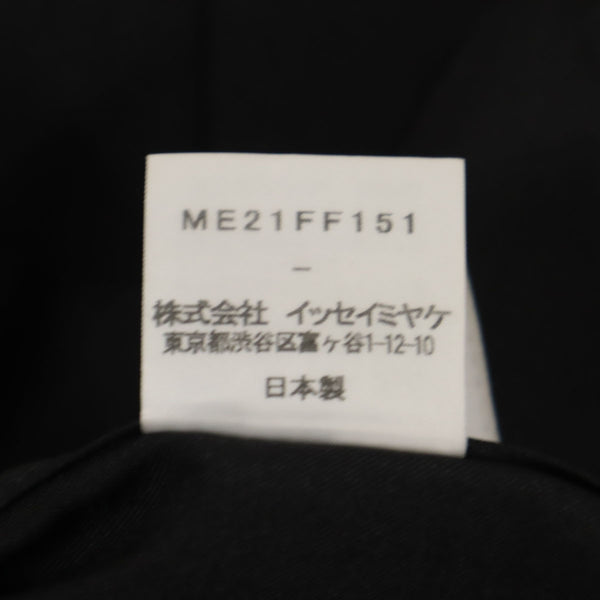 ME21FF151
-
株式会社 イッセイミヤケ
東京都渋谷区富ヶ谷1-12-10
日本製